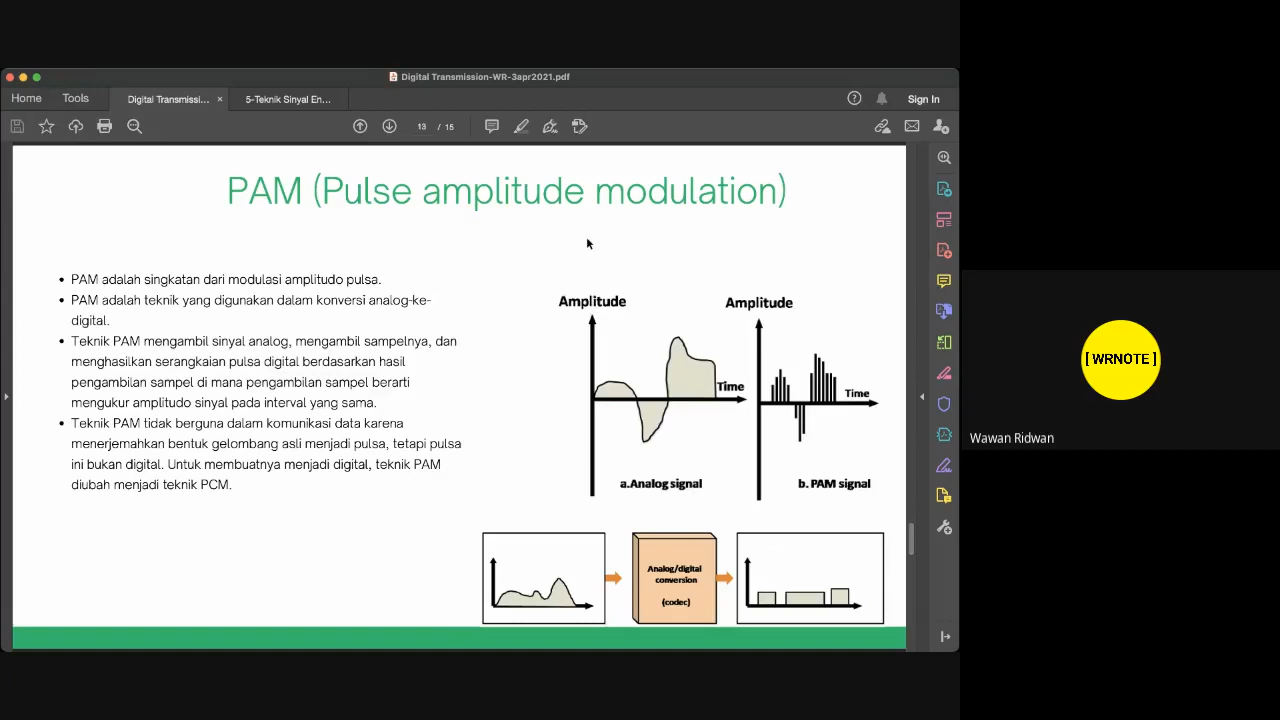 Digital Transmission-WR-3apr2021.pdf
Home Tools Digital Transmissi... × 5-Teknik Sinyal En... Sign In
13 / 15
PAM (Pulse amplitude modulation)
• PAM adalah singkatan dari modulasi amplitudo pulsa.
• PAM adalah teknik yang digunakan dalam konversi analog-ke-
digital.
• Teknik PAM mengambil sinyal analog, mengambil sampelnya, dan
menghasilkan serangkaian pulsa digital berdasarkan hasil
pengambilan sampel di mana pengambilan sampel berarti
mengukur amplitudo sinyal pada interval yang sama.
• Teknik PAM tidak berguna dalam komunikasi data karena
menerjemahkan bentuk gelombang asli menjadi pulsa, tetapi pulsa
ini bukan digital. Untuk membuatnya menjadi digital, teknik PAM
diubah menjadi teknik PCM.
Amplitude
Time
a.Analog signal
Amplitude
Time
b. PAM signal
Analog/digital
conversion
(codec)
[ WRNOTE ]
Wawan Ridwan